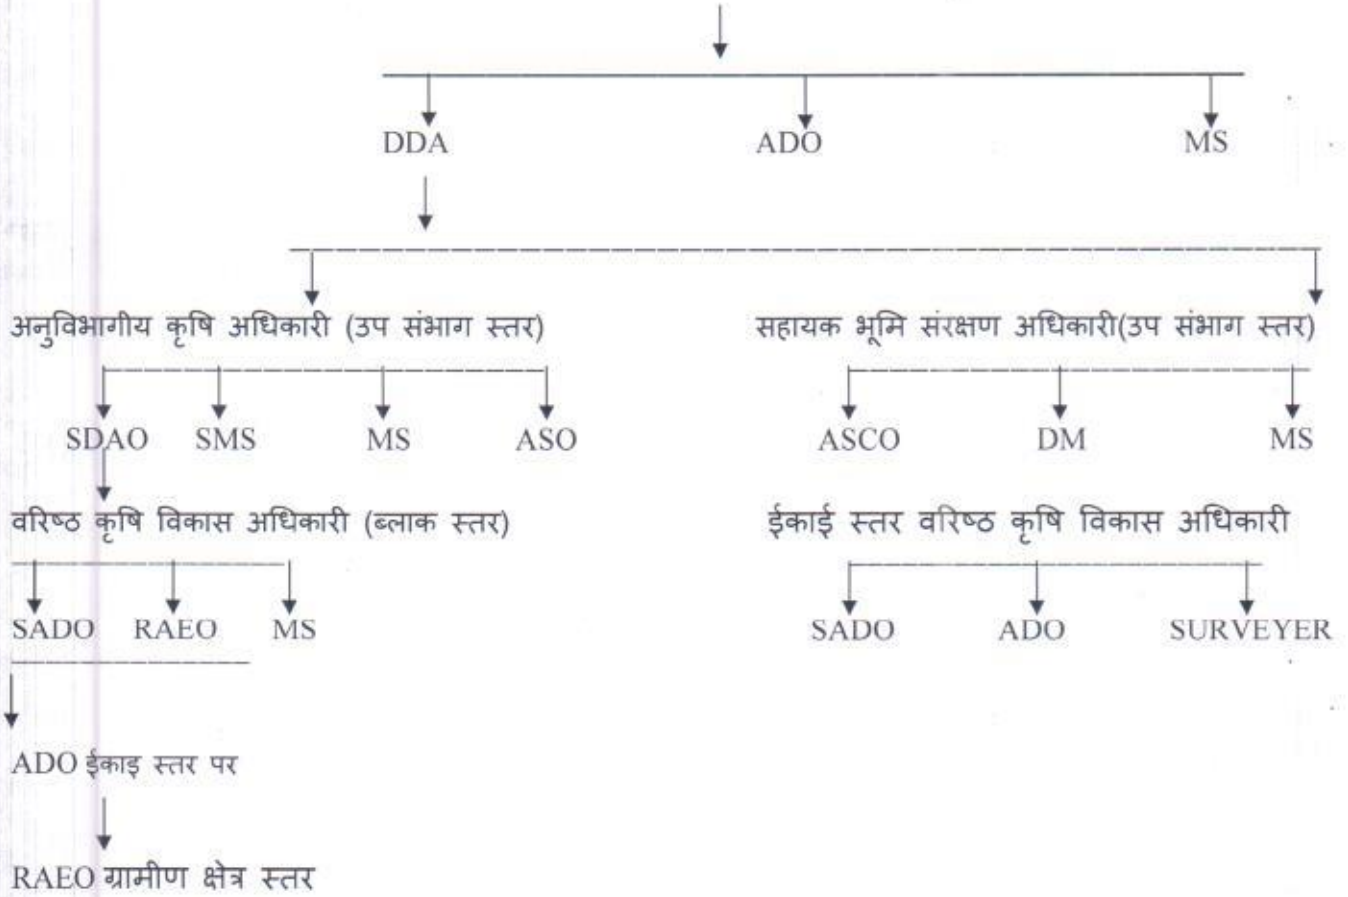 DDA ADO MS
अनुविभागीय कृषि अधिकारी (उप संभाग स्तर) सहायक भूमि संरक्षण अधिकारी(उप संभाग स्तर)
SDAO SMS MS ASO ASCO DM MS
वरिष्ठ कृषि विकास अधिकारी (ब्लाक स्तर) ईकाई स्तर वरिष्ठ कृषि विकास अधिकारी
SADO RAEO MS SADO ADO SURVEYER
ADO ईकाइ स्तर पर
RAEO ग्रामीण क्षेत्र स्तर